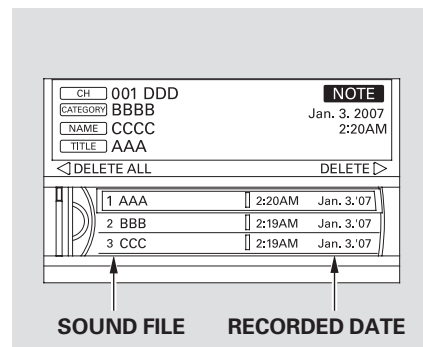 CH 001 DDD NOTE
CATEGORY BBBB Jan. 3. 2007
NAME CCCC 2:20AM
TITLE AAA
DELETE ALL DELETE
1 AAA 2:20AM Jan. 3.'07
2 BBB 2:19AM Jan. 3.'07
3 CCC 2:19AM Jan. 3.'07
SOUND FILE RECORDED DATE